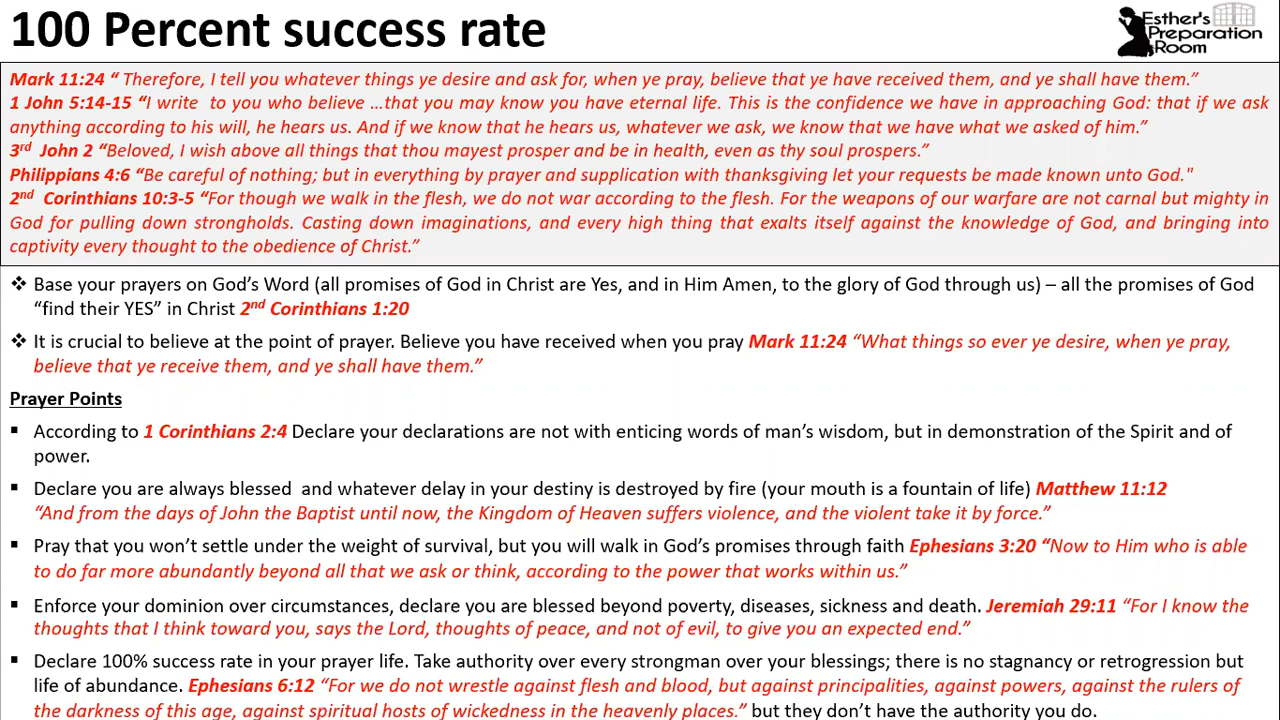 100 Percent success rate
Esther's
Preparation
Room
Mark 11:24 “ Therefore, I tell you whatever things ye desire and ask for, when ye pray, believe that ye have received them, and ye shall have them.”
1 John 5:14-15 “I write to you who believe …that you may know you have eternal life. This is the confidence we have in approaching God: that if we ask
anything according to his will, he hears us. And if we know that he hears us, whatever we ask, we know that we have what we asked of him.”
3rd John 2 “Beloved, I wish above all things that thou mayest prosper and be in health, even as thy soul prospers.”
Philippians 4:6 “Be careful of nothing; but in everything by prayer and supplication with thanksgiving let your requests be made known unto God."
2nd Corinthians 10:3-5 “For though we walk in the flesh, we do not war according to the flesh. For the weapons of our warfare are not carnal but mighty in
God for pulling down strongholds. Casting down imaginations, and every high thing that exalts itself against the knowledge of God, and bringing into
captivity every thought to the obedience of Christ.”
❖ Base your prayers on God’s Word (all promises of God in Christ are Yes, and in Him Amen, to the glory of God through us) – all the promises of God
“find their YES” in Christ 2nd Corinthians 1:20
❖ It is crucial to believe at the point of prayer. Believe you have received when you pray Mark 11:24 “What things so ever ye desire, when ye pray,
believe that ye receive them, and ye shall have them.”
Prayer Points
▪ According to 1 Corinthians 2:4 Declare your declarations are not with enticing words of man’s wisdom, but in demonstration of the Spirit and of
power.
▪ Declare you are always blessed and whatever delay in your destiny is destroyed by fire (your mouth is a fountain of life) Matthew 11:12
“And from the days of John the Baptist until now, the Kingdom of Heaven suffers violence, and the violent take it by force.”
▪ Pray that you won’t settle under the weight of survival, but you will walk in God’s promises through faith Ephesians 3:20 “Now to Him who is able
to do far more abundantly beyond all that we ask or think, according to the power that works within us.”
▪ Enforce your dominion over circumstances, declare you are blessed beyond poverty, diseases, sickness and death. Jeremiah 29:11 “For I know the
thoughts that I think toward you, says the Lord, thoughts of peace, and not of evil, to give you an expected end.”
▪ Declare 100% success rate in your prayer life. Take authority over every strongman over your blessings; there is no stagnancy or retrogression but
life of abundance. Ephesians 6:12 “For we do not wrestle against flesh and blood, but against principalities, against powers, against the rulers of
the darkness of this age, against spiritual hosts of wickedness in the heavenly places.” but they don’t have the authority you do.